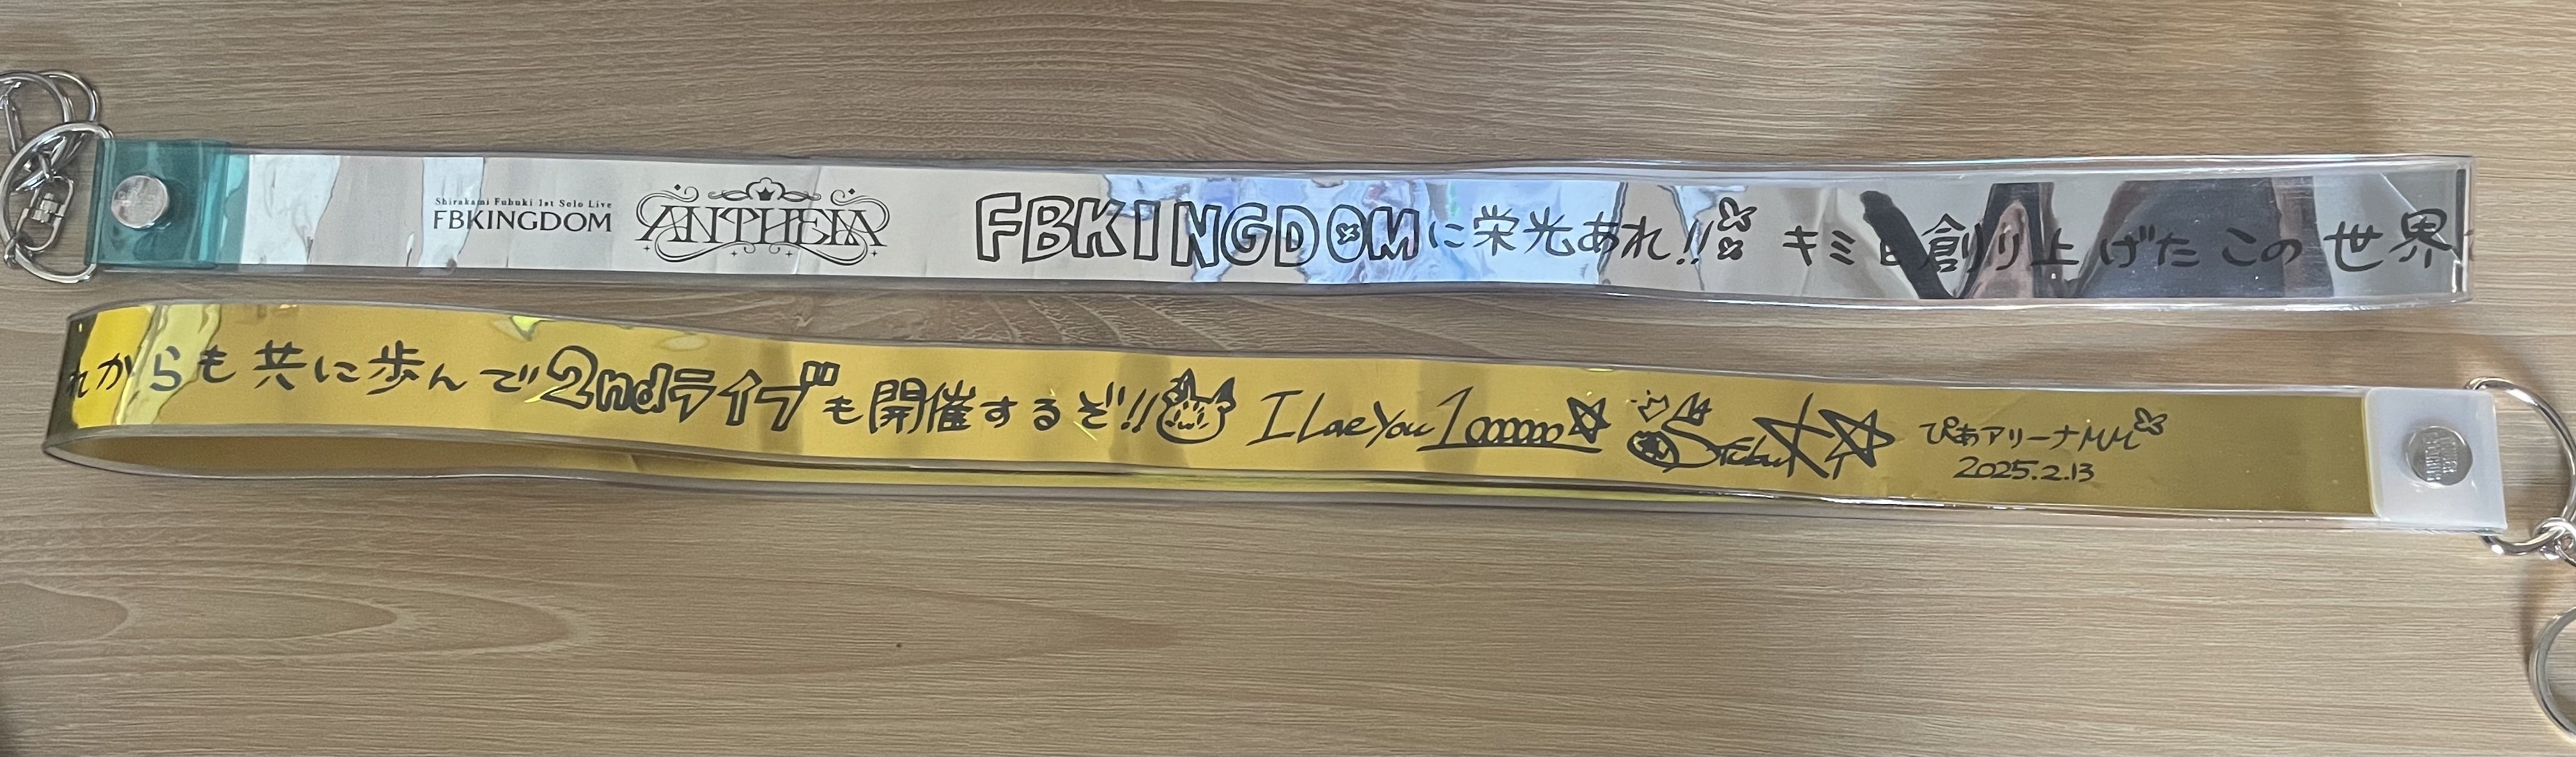 Shirakami Fubuki 1st Solo Live
FBKINGDOM
ANTHEIA
FBKINGDOMに栄光あれ!! キミと創り上げたこの世界
れからも共に歩んで2ndライブも開催するぞ!! I Love You 1000000
ぴあアリーナMM
2025.2.13